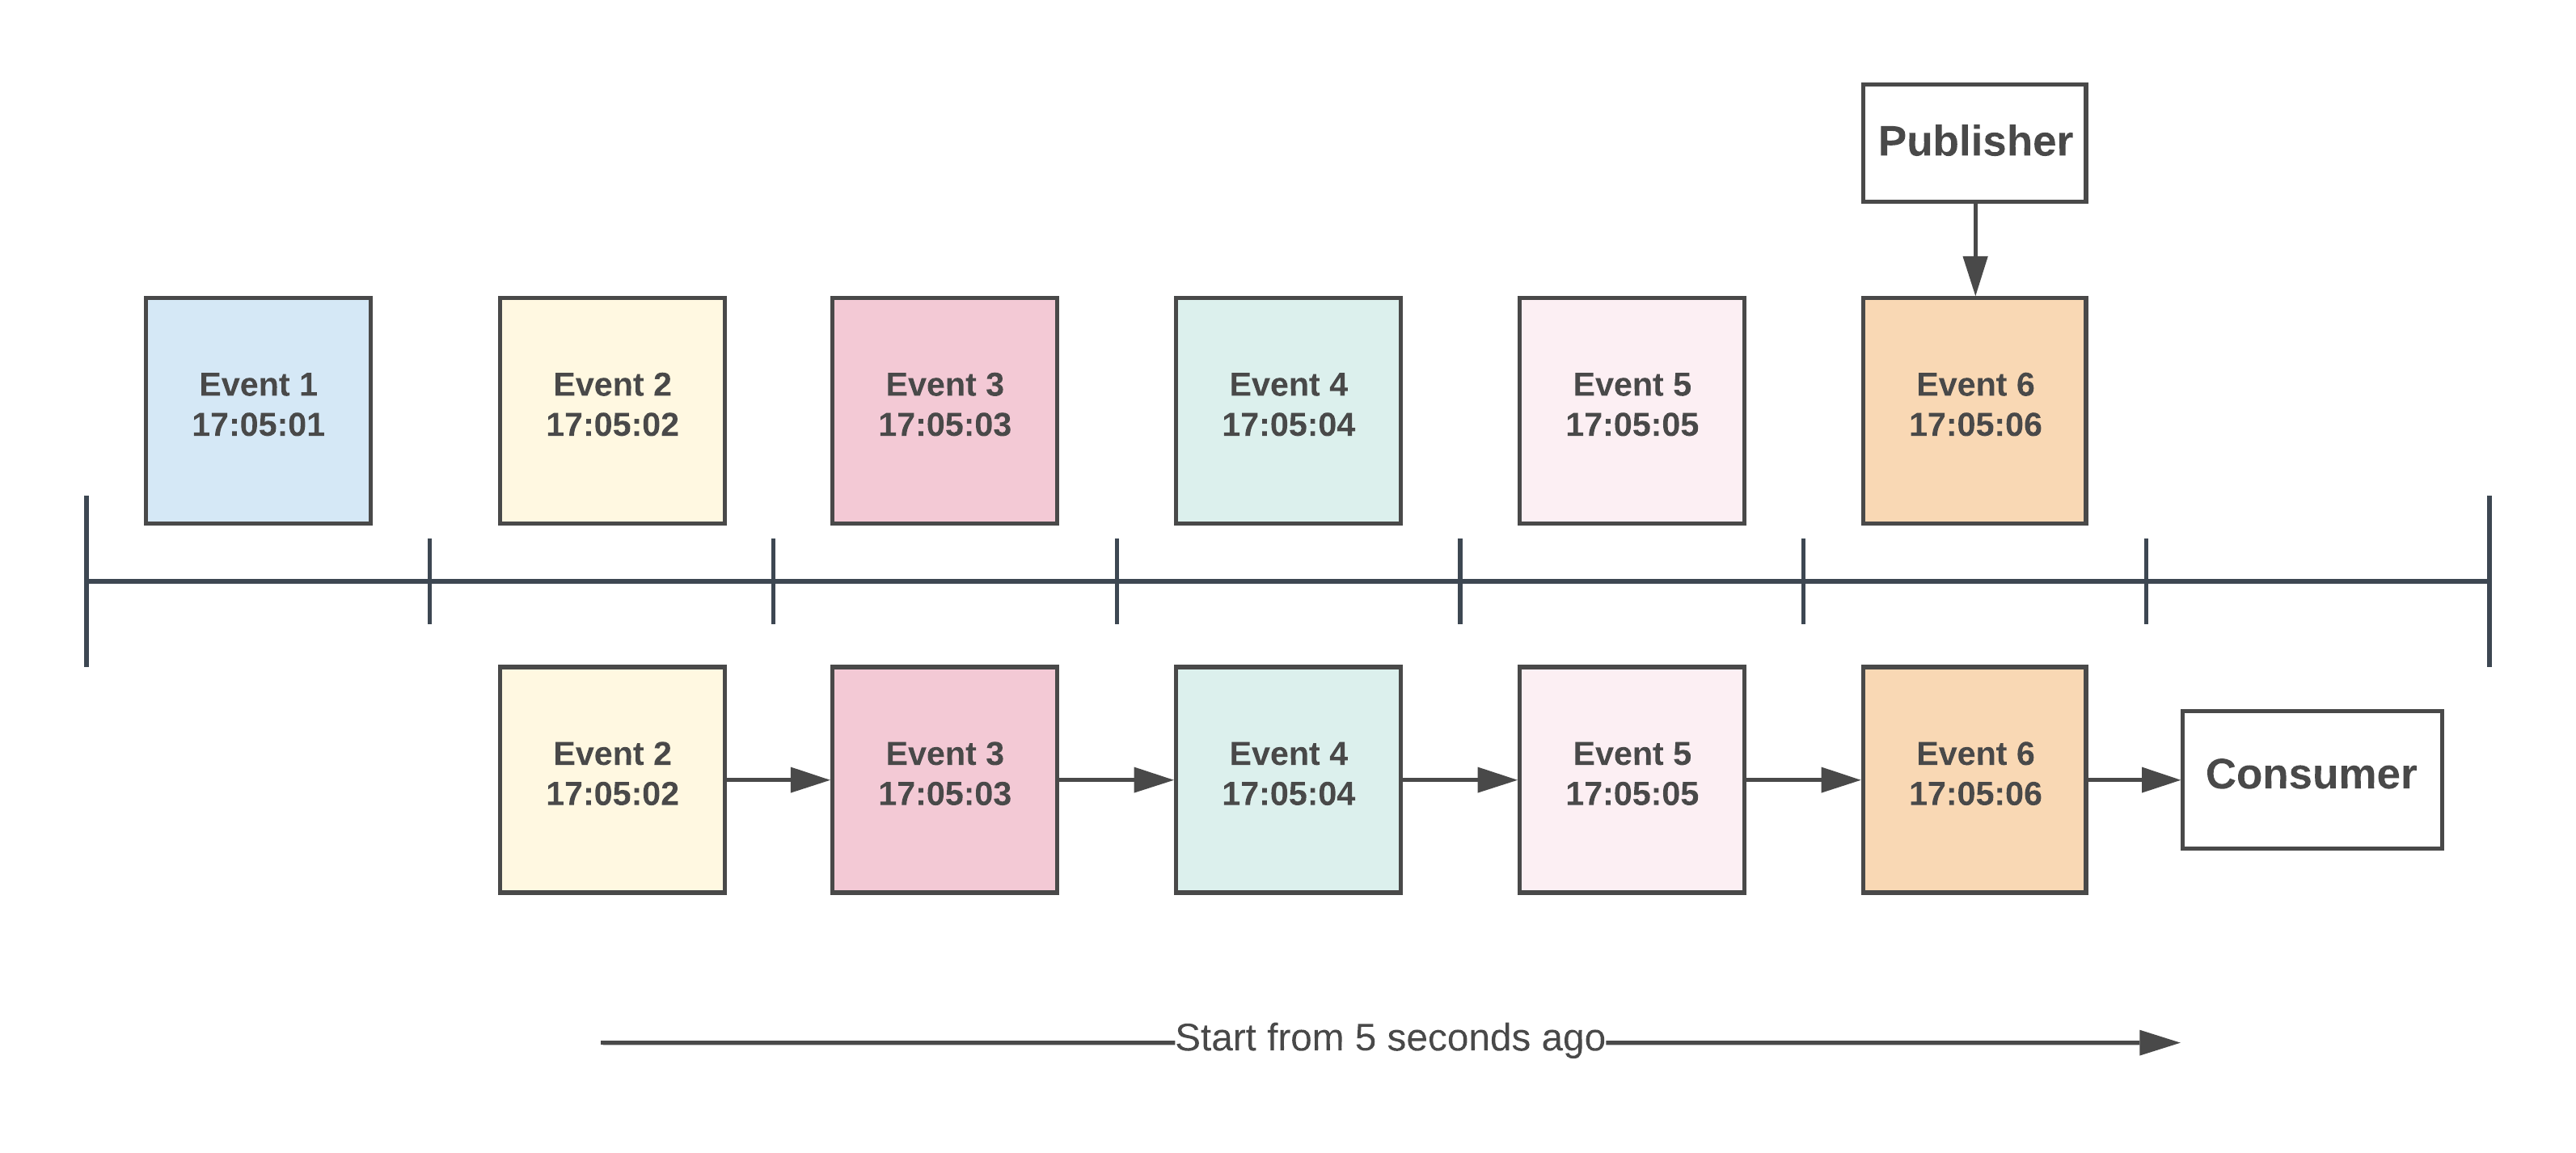 Publisher
Event 1
17:05:01
Event 2
17:05:02
Event 3
17:05:03
Event 4
17:05:04
Event 5
17:05:05
Event 6
17:05:06
Event 2
17:05:02
Event 3
17:05:03
Event 4
17:05:04
Event 5
17:05:05
Event 6
17:05:06
Consumer
Start from 5 seconds ago